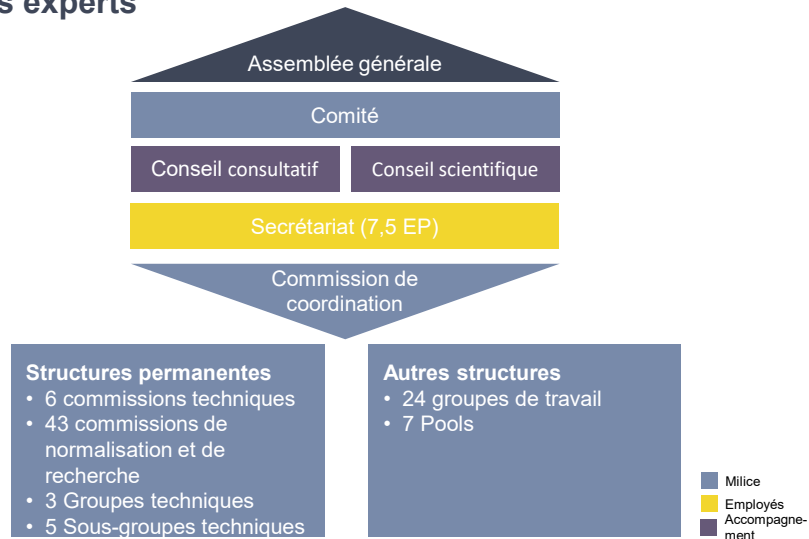 s experts
Assemblée générale
Comité
Conseil consultatif
Conseil scientifique
Secrétariat (7,5 EP)
Commission de
coordination
Structures permanentes
• 6 commissions techniques
• 43 commissions de
normalisation et de
recherche
• 3 Groupes techniques
• 5 Sous-groupes techniques
Autres structures
• 24 groupes de travail
• 7 Pools
Milice
Employés
Accompagne-
ment